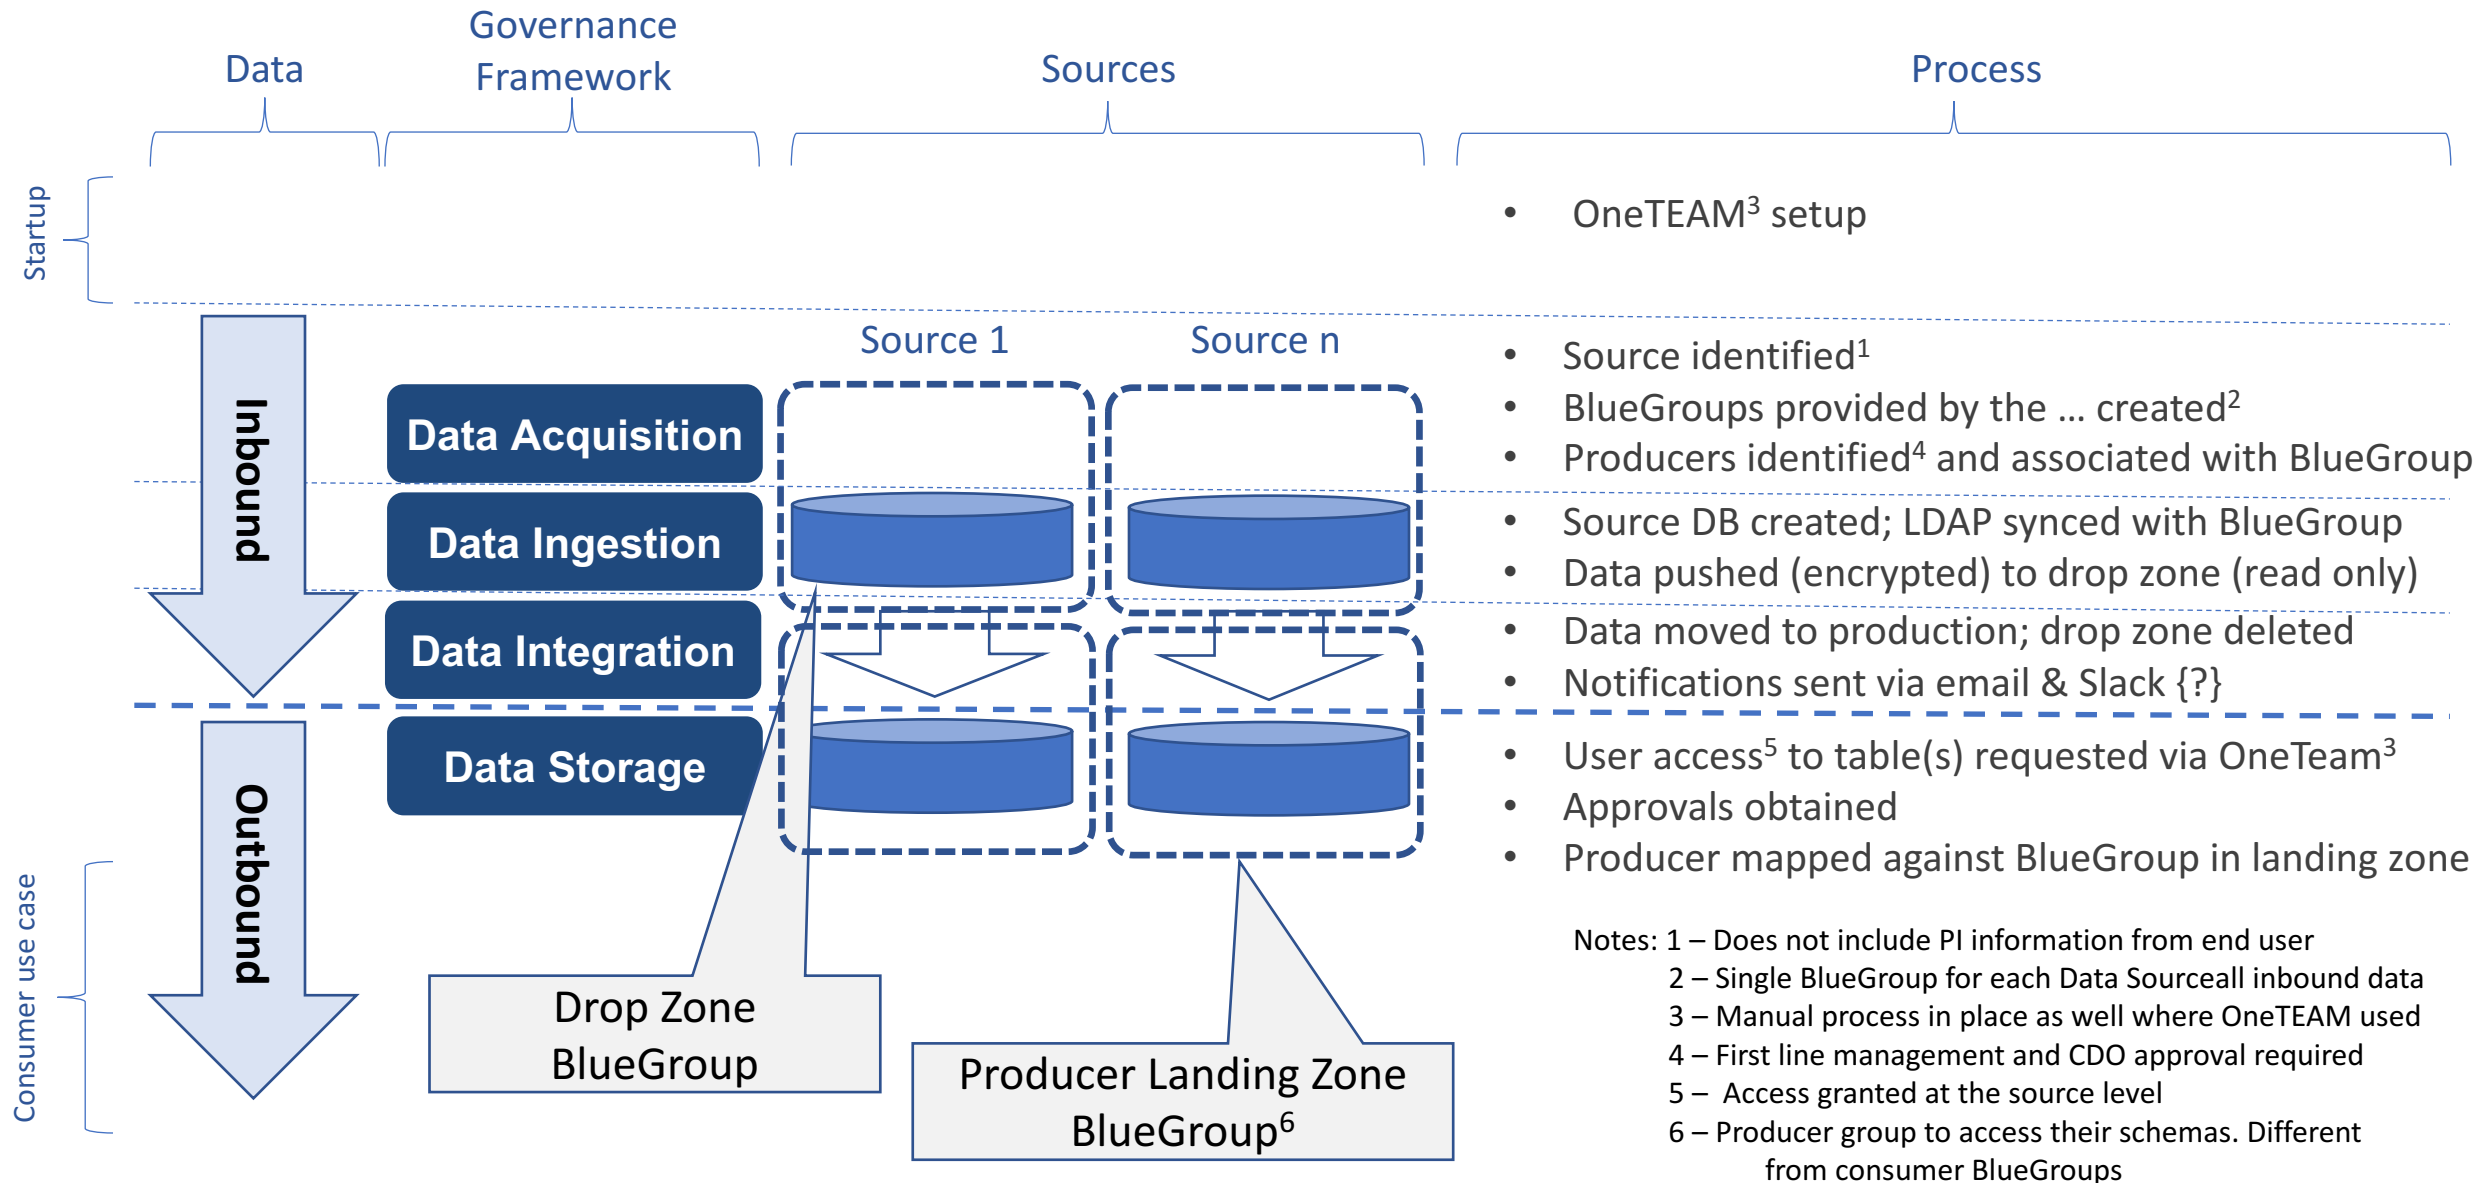 Data
Governance
Framework
Sources
Process
Startup
• OneTEAM³ setup
Inbound
Source 1
Source n
Data Acquisition
• Source identified¹
• BlueGroups provided by the ... created²
• Producers identified⁴ and associated with BlueGroup
Data Ingestion
• Source DB created; LDAP synced with BlueGroup
• Data pushed (encrypted) to drop zone (read only)
Data Integration
• Data moved to production; drop zone deleted
• Notifications sent via email & Slack {?}
Outbound
Data Storage
• User access⁵ to table(s) requested via OneTeam³
• Approvals obtained
• Producer mapped against BlueGroup in landing zone
Consumer use case
Drop Zone
BlueGroup
Producer Landing Zone
BlueGroup⁶
Notes: 1 – Does not include PI information from end user
2 – Single BlueGroup for each Data Sourceall inbound data
3 – Manual process in place as well where OneTEAM used
4 – First line management and CDO approval required
5 – Access granted at the source level
6 – Producer group to access their schemas. Different
from consumer BlueGroups